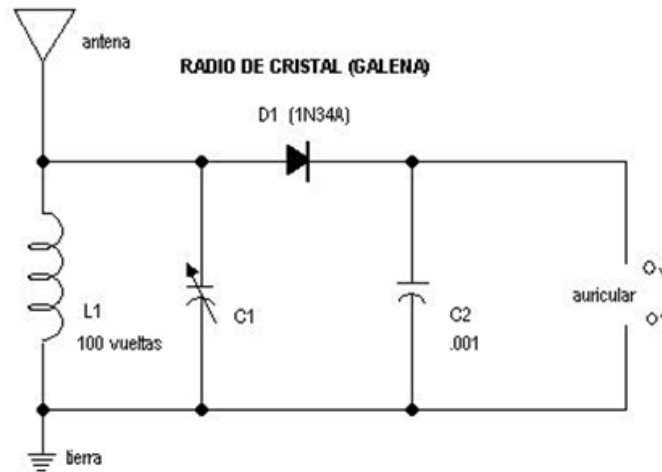 antena
RADIO DE CRISTAL (GALENA)
D1 (1N34A)
L1
100 vueltas
C1
C2
.001
auricular
tierra